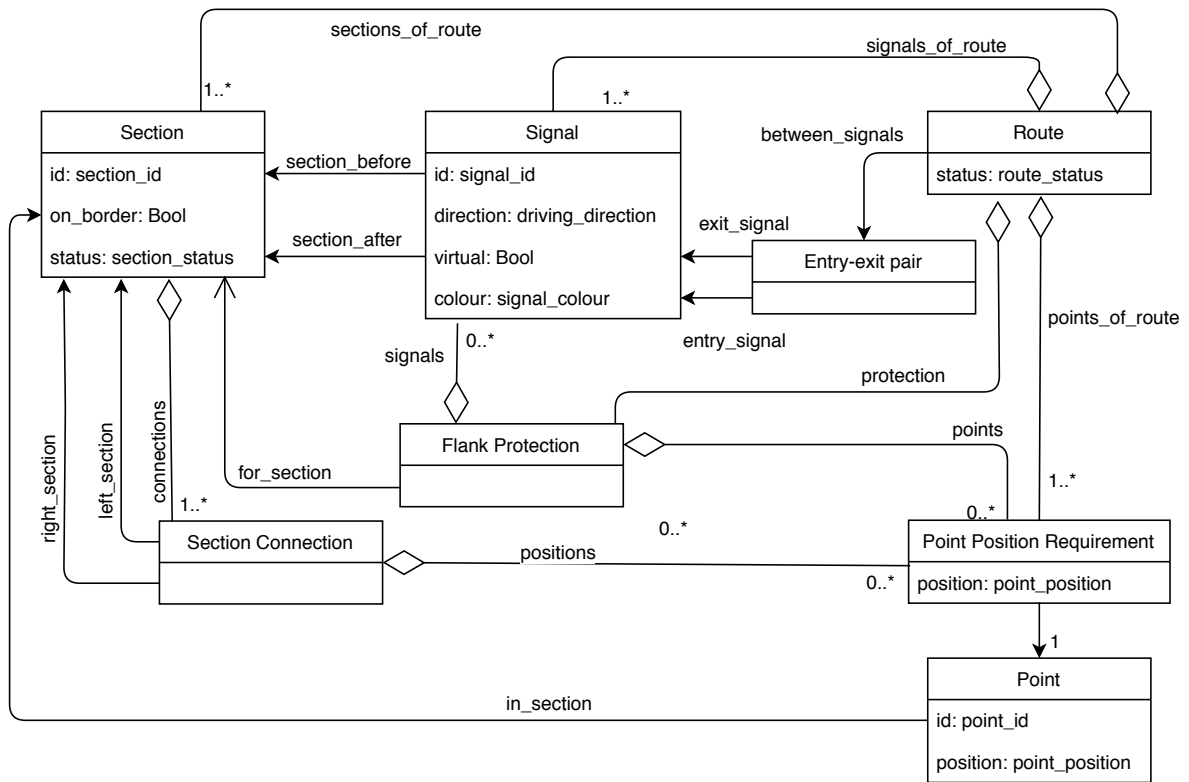 sections_of_route
signals_of_route
1..*
1..*
Section
Signal
Route
between_signals
section_before
id: section_id
id: signal_id
status: route_status
on_border: Bool
direction: driving_direction
exit_signal
section_after
status: section_status
virtual: Bool
Entry-exit pair
colour: signal_colour
points_of_route
0..*
entry_signal
signals
protection
Flank Protection
points
right_section
left_section
connections
for_section
1..*
1..*
0..*
0..*
Section Connection
positions
Point Position Requirement
0..*
position: point_position
1
Point
in_section
id: point_id
position: point_position